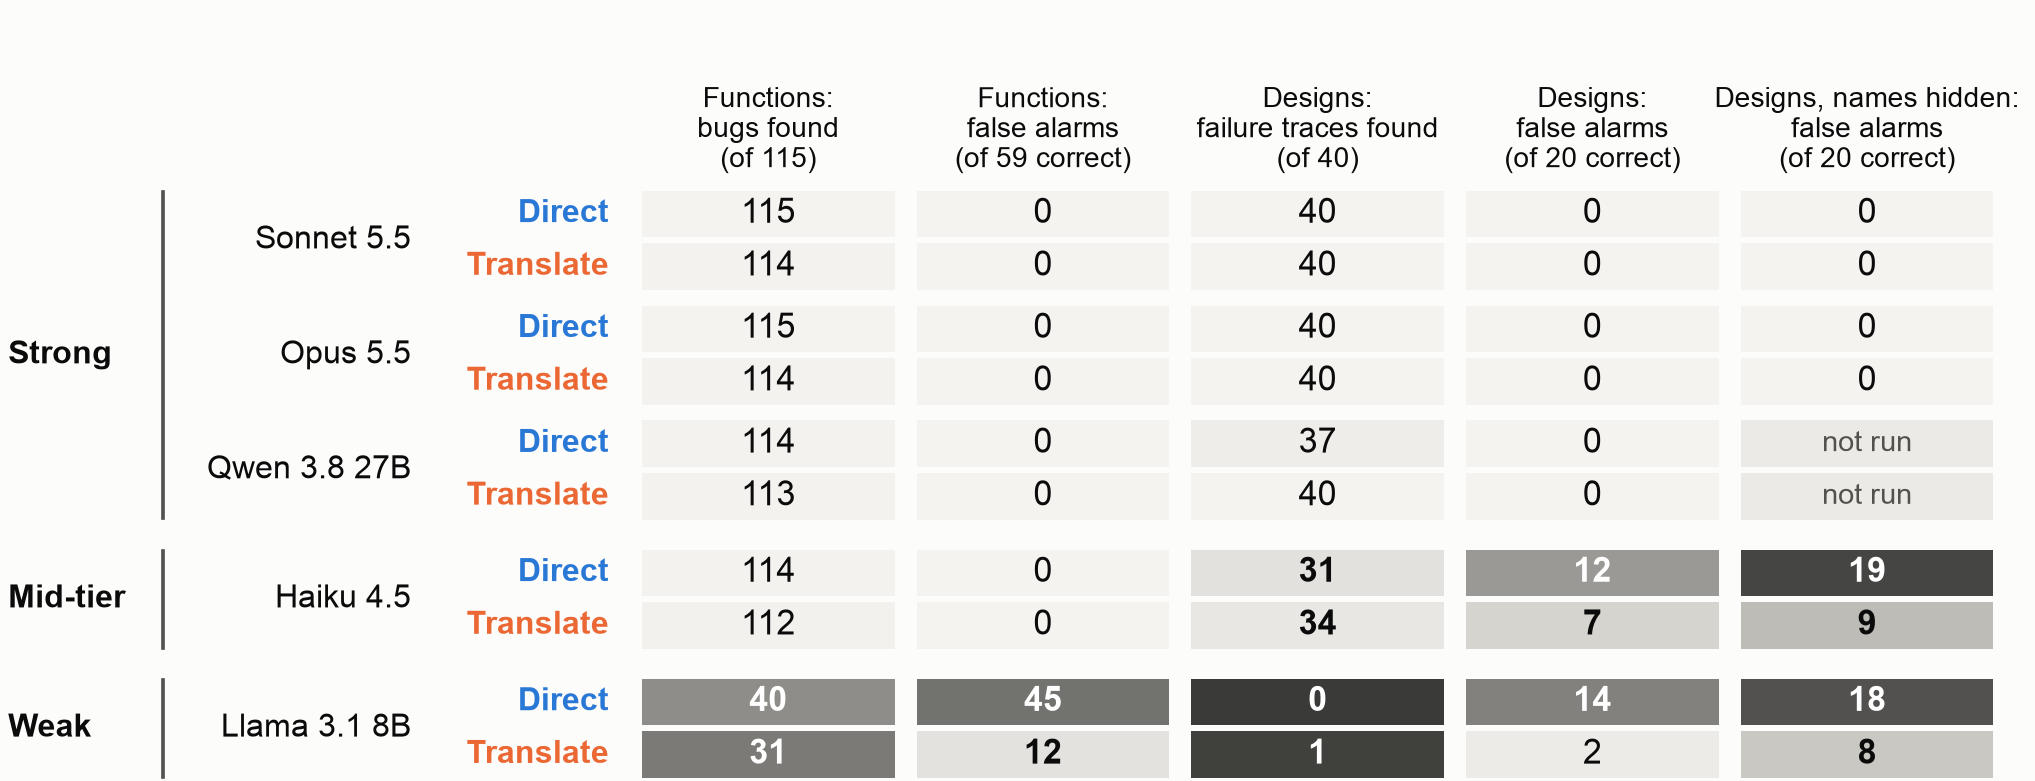 Functions:
bugs found
(of 115)
Functions:
false alarms
(of 59 correct)
Designs:
failure traces found
(of 40)
Designs:
false alarms
(of 20 correct)
Designs, names hidden:
false alarms
(of 20 correct)
Strong
Sonnet 5.5
Direct 115 0 40 0 0
Translate 114 0 40 0 0
Opus 5.5
Direct 115 0 40 0 0
Translate 114 0 40 0 0
Qwen 3.8 27B
Direct 114 0 37 0 not run
Translate 113 0 40 0 not run
Mid-tier
Haiku 4.5
Direct 114 0 31 12 19
Translate 112 0 34 7 9
Weak
Llama 3.1 8B
Direct 40 45 0 14 18
Translate 31 12 1 2 8